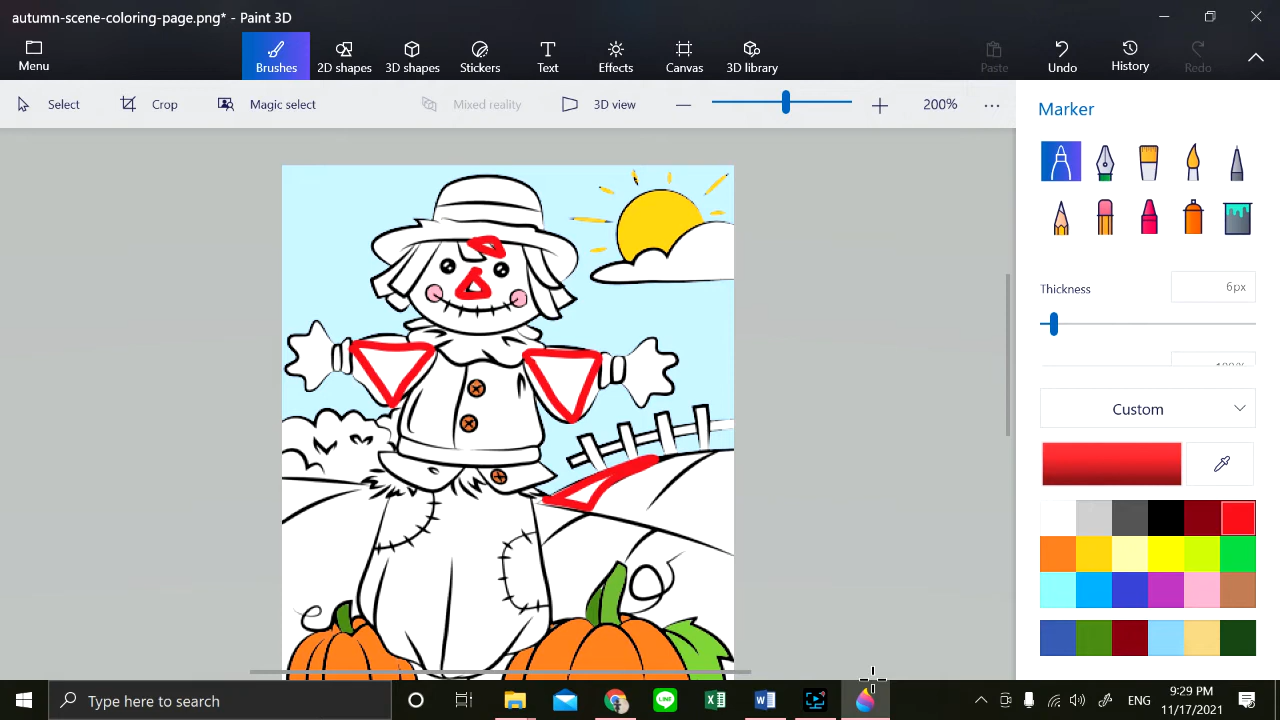 autumn-scene-coloring-page.png* - Paint 3D
Menu
Brushes
2D shapes
3D shapes
Stickers
Text
Effects
Canvas
3D library
Paste
Undo
History
Redo
Select
Crop
Magic select
Mixed reality
3D view
200%
Marker
Thickness
6px
Custom
Type here to search
LINE
ENG
9:29 PM
11/17/2021